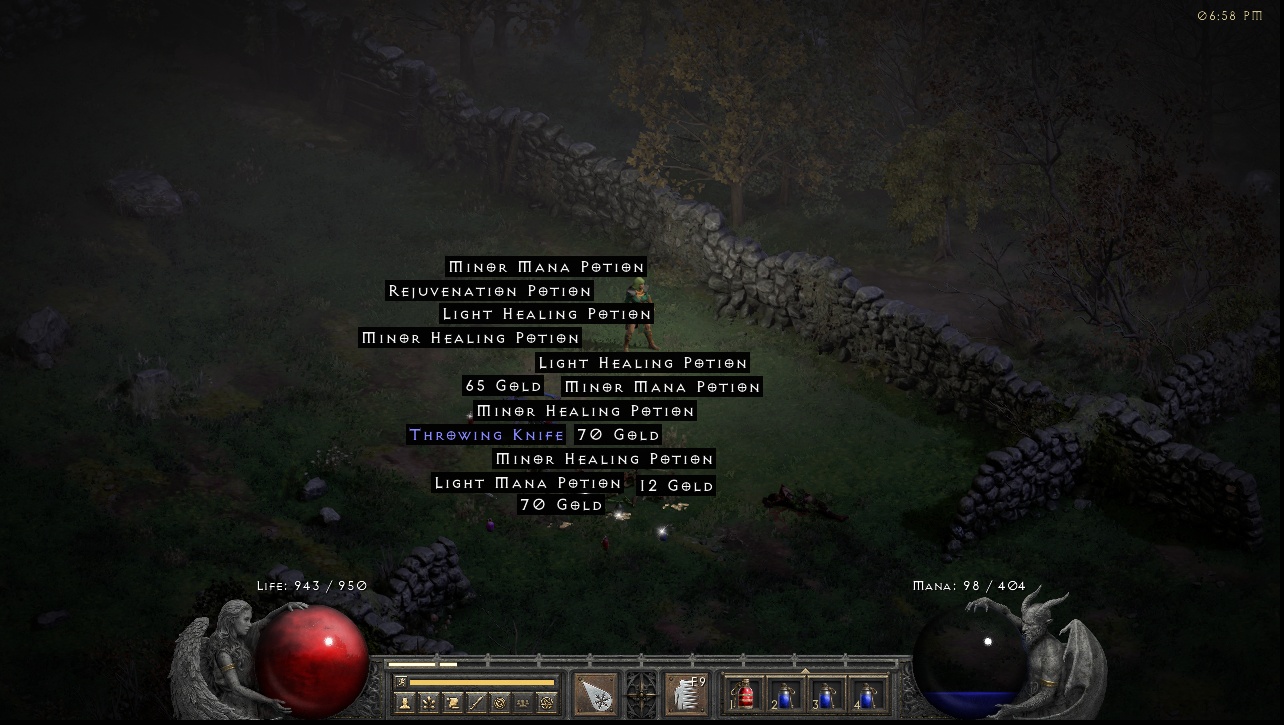 06:58 PM
Minor Mana Potion
Rejuvenation Potion
Light Healing Potion
Minor Healing Potion
Light Healing Potion
65 Gold
Minor Mana Potion
Minor Healing Potion
Throwing Knife
70 Gold
Minor Healing Potion
Light Mana Potion
12 Gold
70 Gold
Life: 943 / 950
Mana: 98 / 404
F9
1
2
3
4